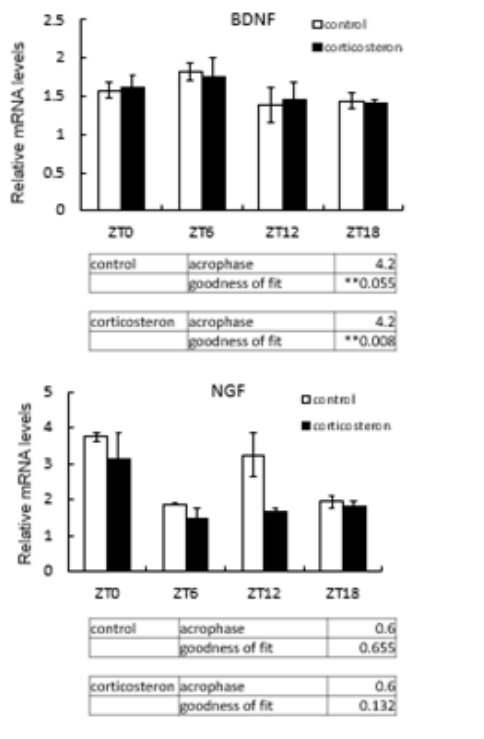 BDNF
control
corticosteron
Relative mRNA levels
2.5
2
1.5
1
0.5
0
ZT0 ZT6 ZT12 ZT18
control acrophase 4.2
goodness of fit **0.055
corticosteron acrophase 4.2
goodness of fit **0.008
NGF
control
corticosteron
Relative mRNA levels
5
4
3
2
1
0
ZT0 ZT6 ZT12 ZT18
control acrophase 0.6
goodness of fit 0.655
corticosteron acrophase 0.6
goodness of fit 0.132